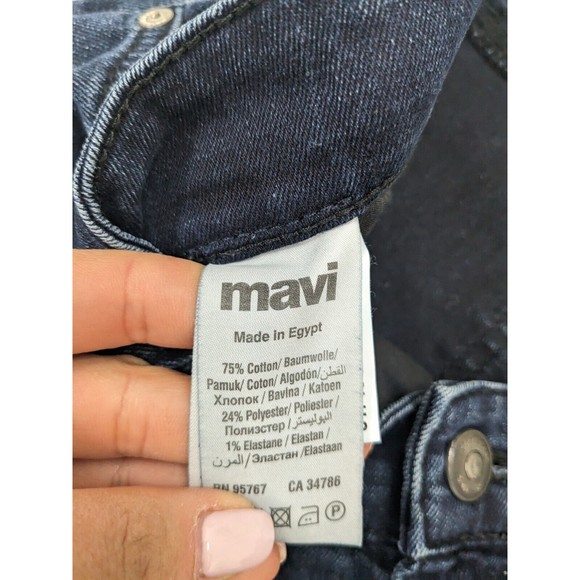 mavi
Made in Egypt
75% Cotton/ Baumwolle/
Pamuk/ Coton/ Algodón/ القطن/
Хлопок / Bavina / Katoen
24% Polyester/ Poliester /
Полиэстер/ البوليستر/
1% Elastane/ Elastan/
المرن/ Эластан /Elastaan
RN 95767 CA 34786
P